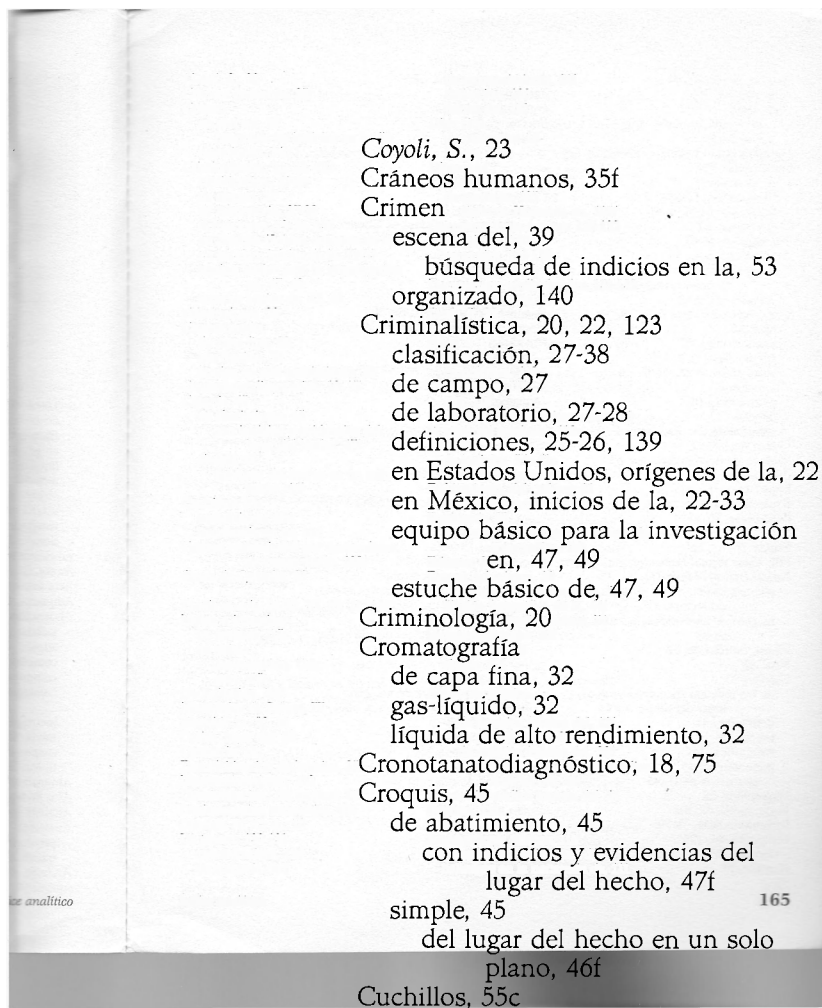 Coyoli, S., 23
Cráneos humanos, 35f
Crimen
escena del, 39
búsqueda de indicios en la, 53
organizado, 140
Criminalística, 20, 22, 123
clasificación, 27-38
de campo, 27
de laboratorio, 27-28
definiciones, 25-26, 139
en Estados Unidos, orígenes de la, 22
en México, inicios de la, 22-33
equipo básico para la investigación
en, 47, 49
estuche básico de, 47, 49
Criminología, 20
Cromatografía
de capa fina, 32
gas-líquido, 32
líquida de alto rendimiento, 32
Cronotanatodiagnóstico, 18, 75
Croquis, 45
de abatimiento, 45
con indicios y evidencias del
lugar del hecho, 47f
simple, 45
del lugar del hecho en un solo
plano, 46f
Cuchillos, 55c
analítico
165